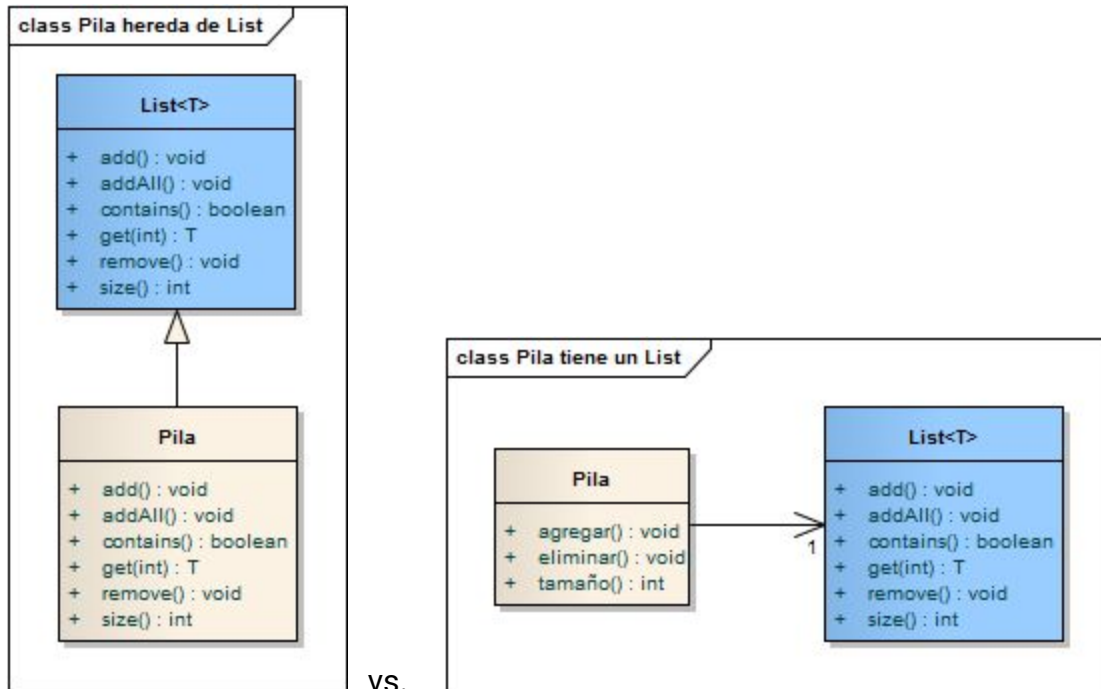 class Pila hereda de List
List<T>
+ add() : void
+ addAll() : void
+ contains() : boolean
+ get(int) : T
+ remove() : void
+ size() : int
Pila
+ add() : void
+ addAll() : void
+ contains() : boolean
+ get(int) : T
+ remove() : void
+ size() : int
vs.
class Pila tiene un List
Pila
+ agregar() : void
+ eliminar() : void
+ tamaño() : int
1
List<T>
+ add() : void
+ addAll() : void
+ contains() : boolean
+ get(int) : T
+ remove() : void
+ size() : int